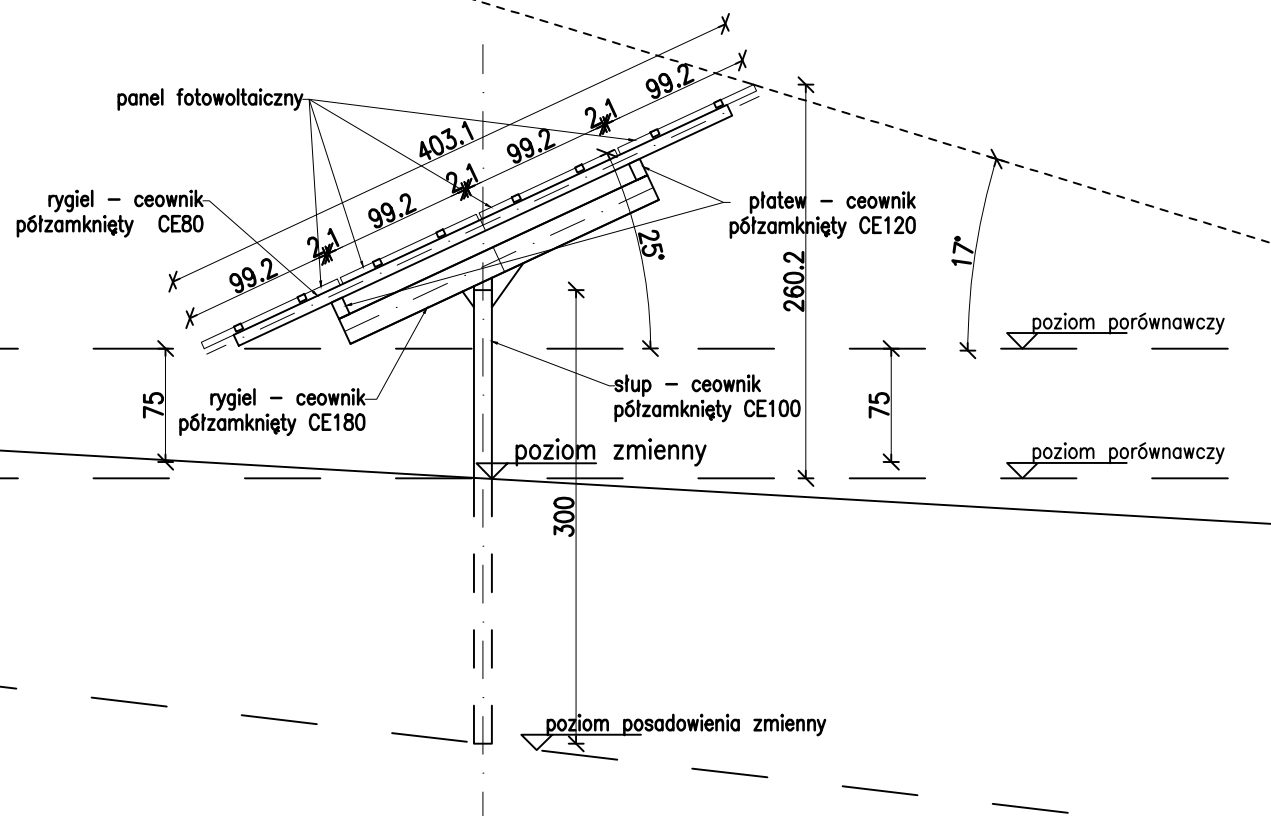 panel fotowoltaiczny
403.1
99.2
2.1
99.2
2.1
99.2
2.1
99.2
rygiel – ceownik
półzamknięty CE80
płatew – ceownik
półzamknięty CE120
25°
260.2
17°
poziom porównawczy
75
rygiel – ceownik
półzamknięty CE180
słup – ceownik
półzamknięty CE100
75
poziom zmienny
poziom porównawczy
300
poziom posadowienia zmienny